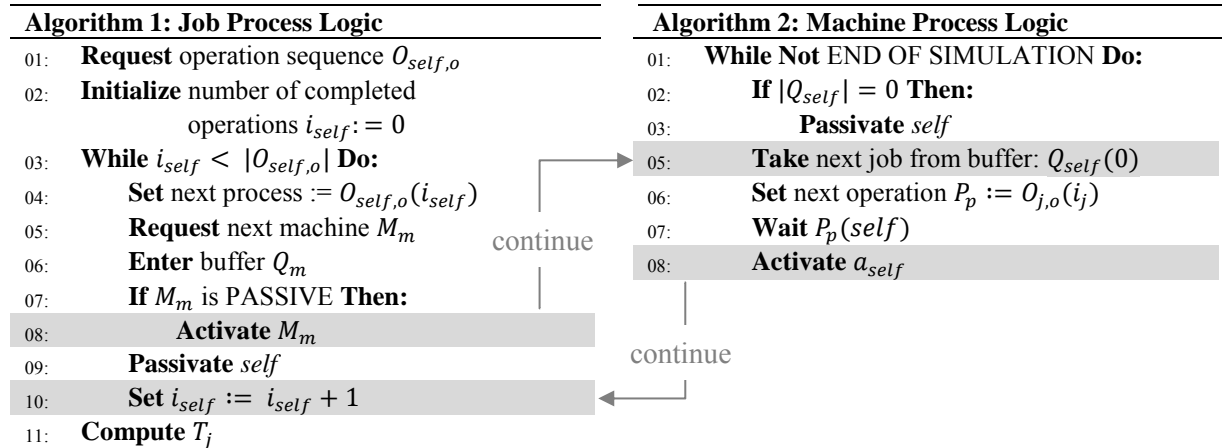 Algorithm 1: Job Process Logic
01: Request operation sequence O_{self,o}
02: Initialize number of completed
operations i_{self} := 0
03: While i_{self} < |O_{self,o}| Do:
04: Set next process := O_{self,o}(i_{self})
05: Request next machine M_m
06: Enter buffer Q_m
07: If M_m is PASSIVE Then:
08: Activate M_m
09: Passivate self
10: Set i_{self} := i_{self} + 1
11: Compute T_j
continue
continue
Algorithm 2: Machine Process Logic
01: While Not END OF SIMULATION Do:
02: If |Q_{self}| = 0 Then:
03: Passivate self
05: Take next job from buffer: Q_{self}(0)
06: Set next operation P_p := O_{j,o}(i_j)
07: Wait P_p(self)
08: Activate a_{self}